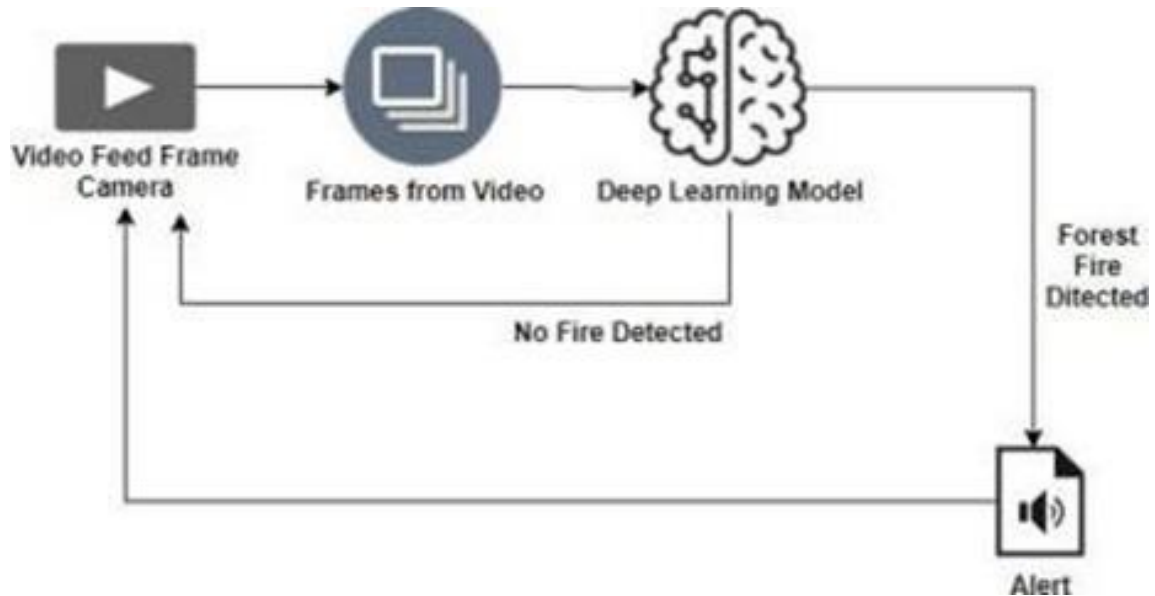 Video Feed Frame
Camera
Frames from Video
Deep Learning Model
Forest
Fire
Ditected
No Fire Detected
Alert